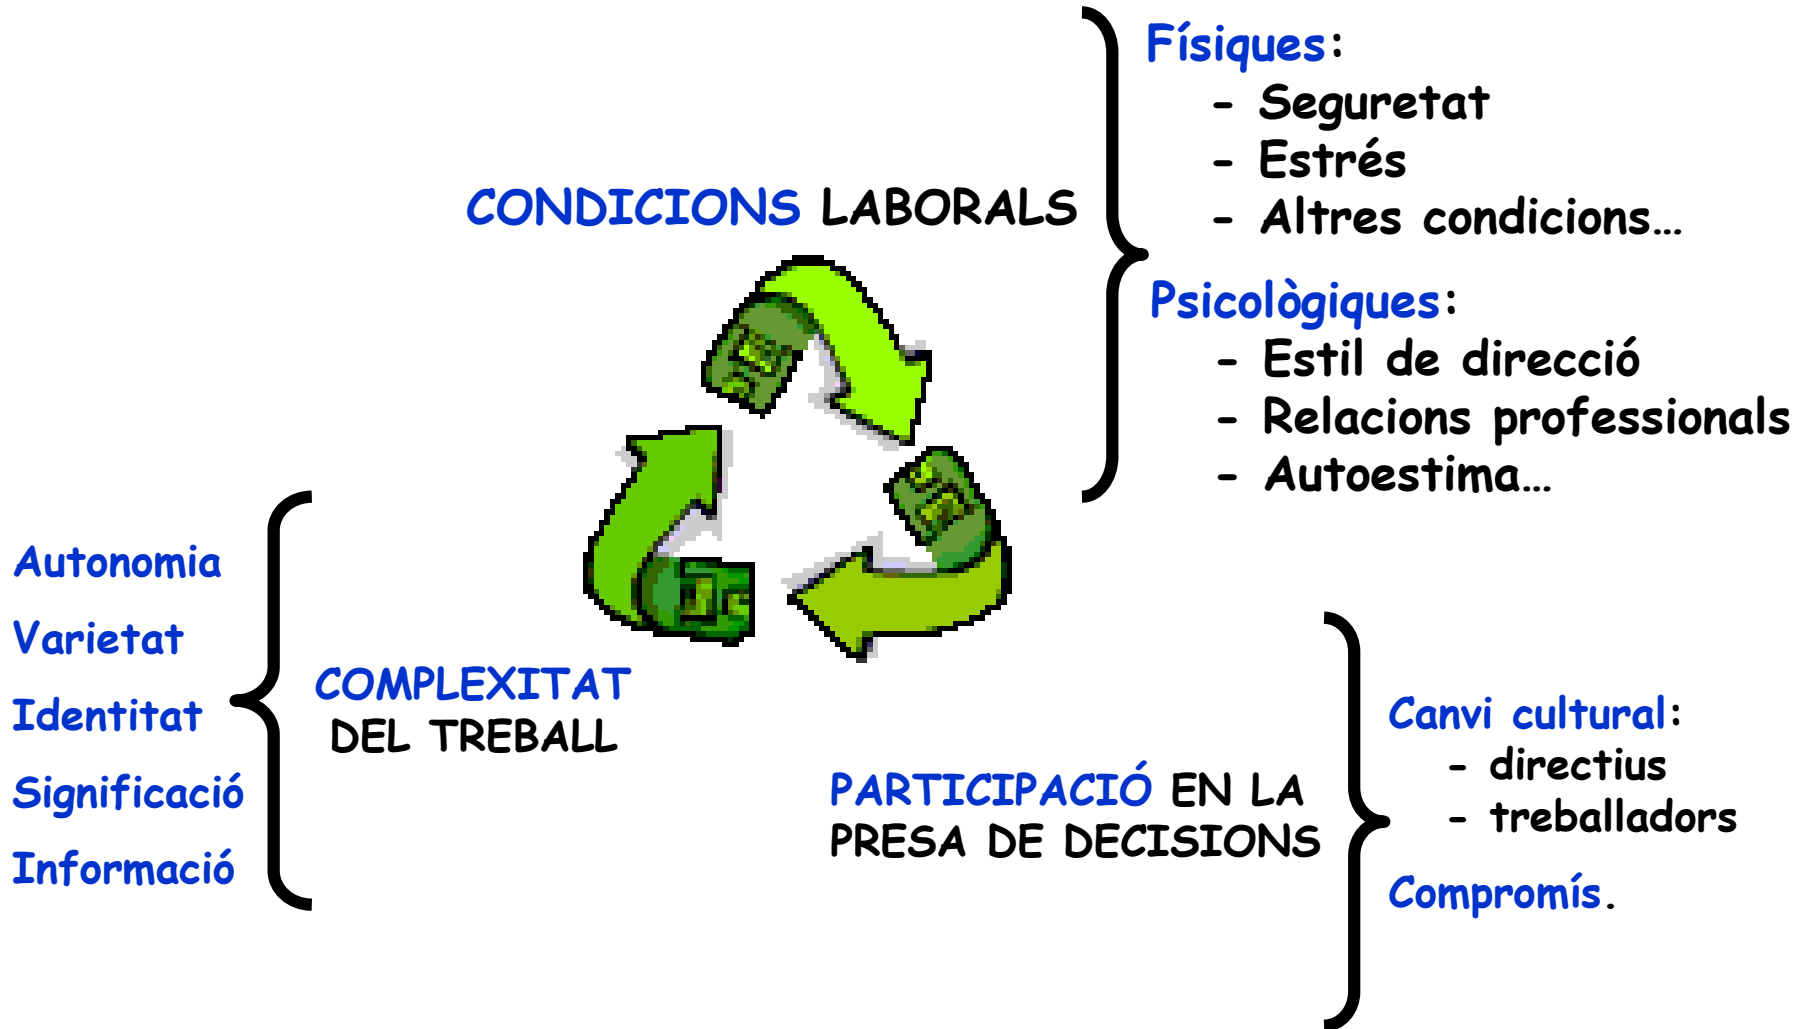 CONDICIONS LABORALS
Físiques:
- Seguretat
- Estrés
- Altres condicions…
Psicològiques:
- Estil de direcció
- Relacions professionals
- Autoestima…
Autonomia
Varietat
Identitat
Significació
Informació
COMPLEXITAT
DEL TREBALL
PARTICIPACIÓ EN LA
PRESA DE DECISIONS
Canvi cultural:
- directius
- treballadors
Compromís.